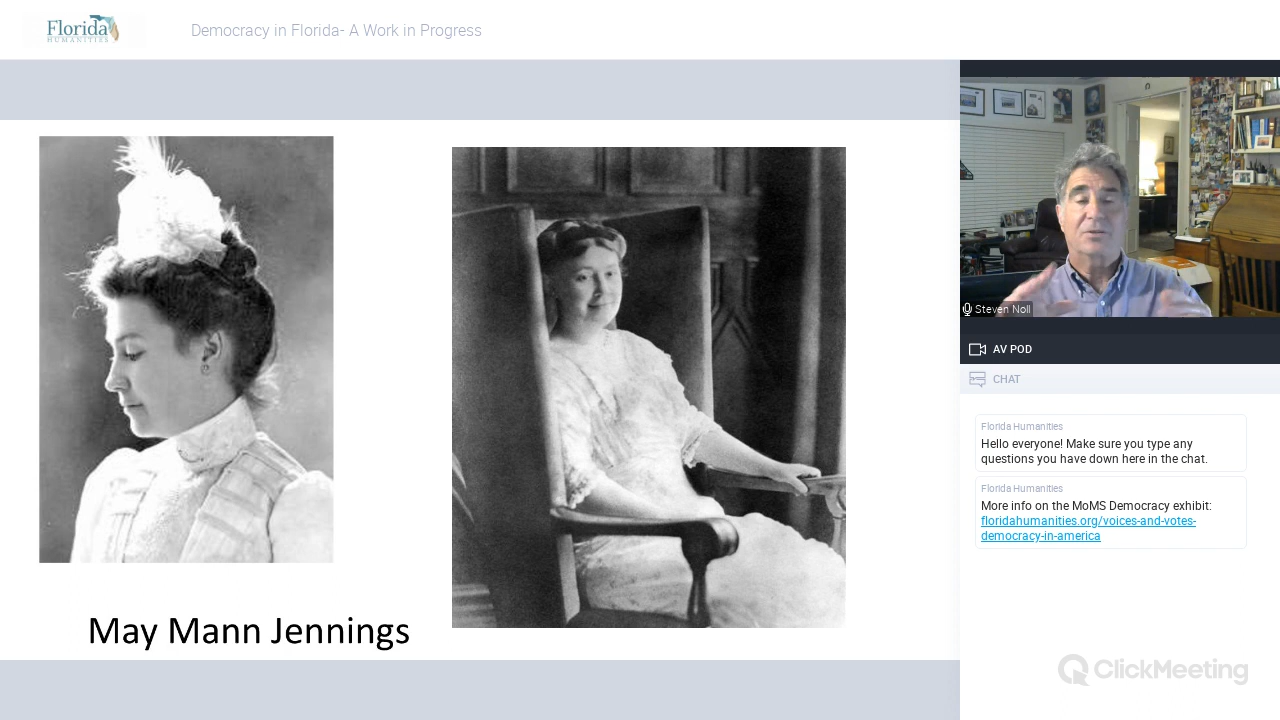 Florida
HUMANITIES
Democracy in Florida- A Work in Progress
May Mann Jennings
Steven Noll
AV POD
CHAT
Florida Humanities
Hello everyone! Make sure you type any
questions you have down here in the chat.
Florida Humanities
More info on the MoMS Democracy exhibit:
floridahumanities.org/voices-and-votes-
democracy-in-america
ClickMeeting